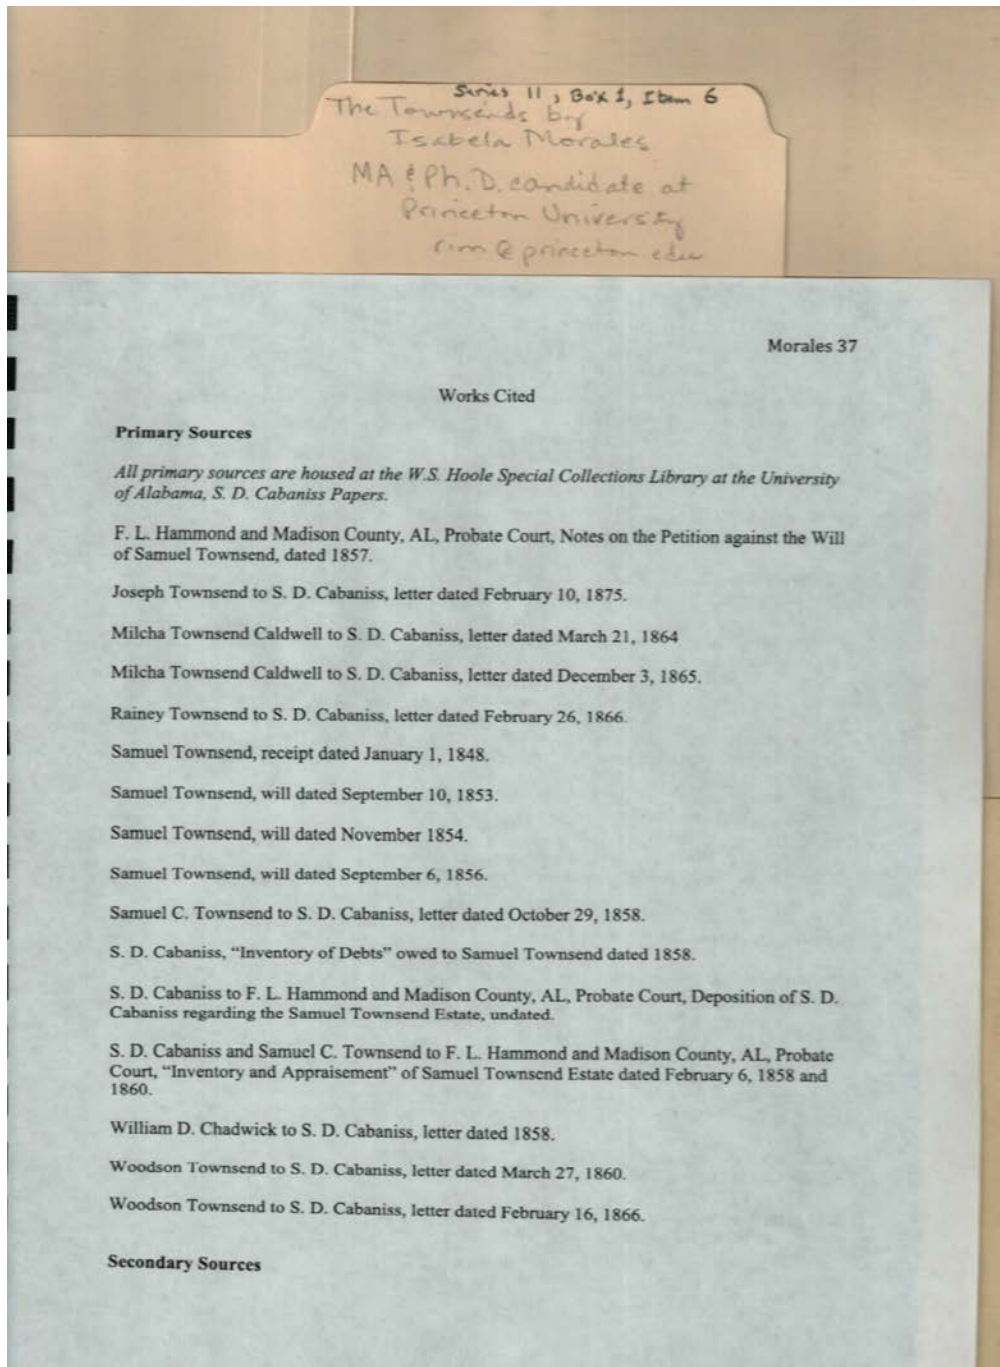 Series 11, Box 1, Item 6
The Townsends by
Isabela Morales
MA & Ph.D. candidate at
Princeton University
@ princeton.edu
Morales 37
Works Cited
Primary Sources
All primary sources are housed at the W.S. Hoole Special Collections Library at the University
of Alabama, S. D. Cabaniss Papers.
F. L. Hammond and Madison County, AL, Probate Court, Notes on the Petition against the Will
of Samuel Townsend, dated 1857.
Joseph Townsend to S. D. Cabaniss, letter dated February 10, 1875.
Milcha Townsend Caldwell to S. D. Cabaniss, letter dated March 21, 1864
Milcha Townsend Caldwell to S. D. Cabaniss, letter dated December 3, 1865.
Rainey Townsend to S. D. Cabaniss, letter dated February 26, 1866.
Samuel Townsend, receipt dated January 1, 1848.
Samuel Townsend, will dated September 10, 1853.
Samuel Townsend, will dated November 1854.
Samuel Townsend, will dated September 6, 1856.
Samuel C. Townsend to S. D. Cabaniss, letter dated October 29, 1858.
S. D. Cabaniss, “Inventory of Debts” owed to Samuel Townsend dated 1858.
S. D. Cabaniss to F. L. Hammond and Madison County, AL, Probate Court, Deposition of S. D.
Cabaniss regarding the Samuel Townsend Estate, undated.
S. D. Cabaniss and Samuel C. Townsend to F. L. Hammond and Madison County, AL, Probate
Court, “Inventory and Appraisement” of Samuel Townsend Estate dated February 6, 1858 and
1860.
William D. Chadwick to S. D. Cabaniss, letter dated 1858.
Woodson Townsend to S. D. Cabaniss, letter dated March 27, 1860.
Woodson Townsend to S. D. Cabaniss, letter dated February 16, 1866.
Secondary Sources